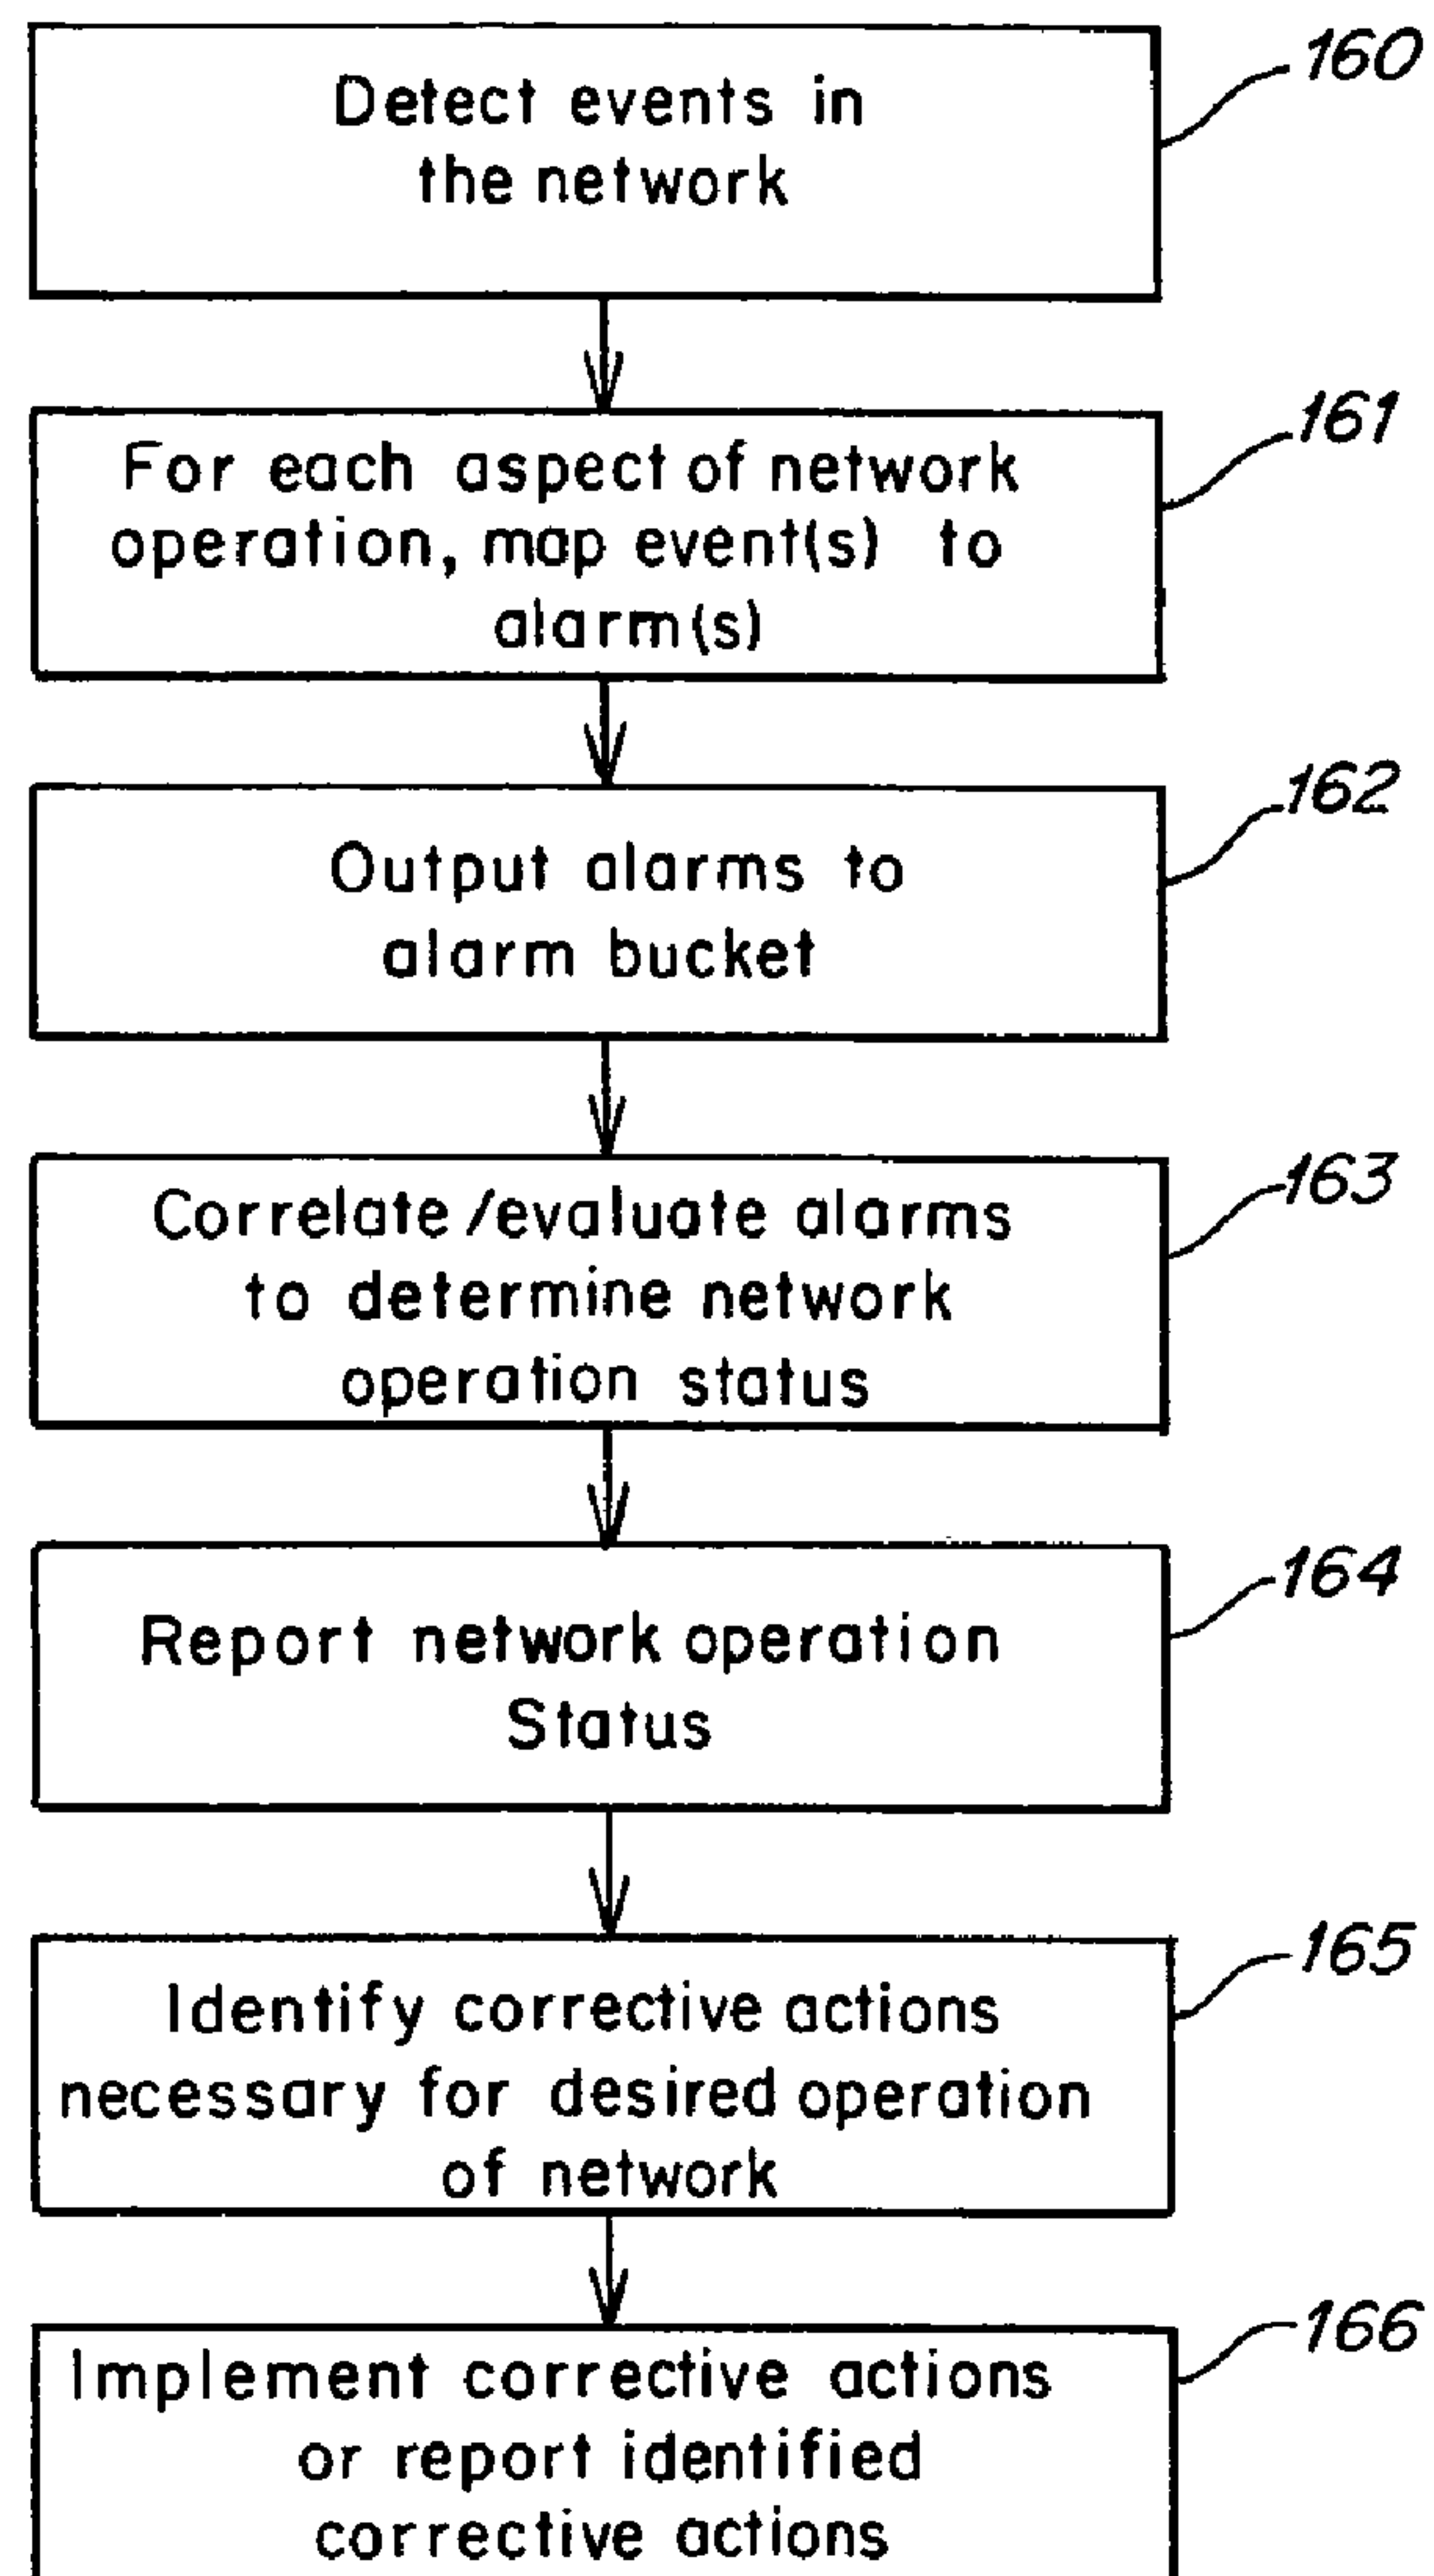 Detect events in
the network
160
For each aspect of network
operation, map event(s) to
alarm(s)
161
Output alarms to
alarm bucket
162
Correlate/evaluate alarms
to determine network
operation status
163
Report network operation
Status
164
Identify corrective actions
necessary for desired operation
of network
165
Implement corrective actions
or report identified
corrective actions
166